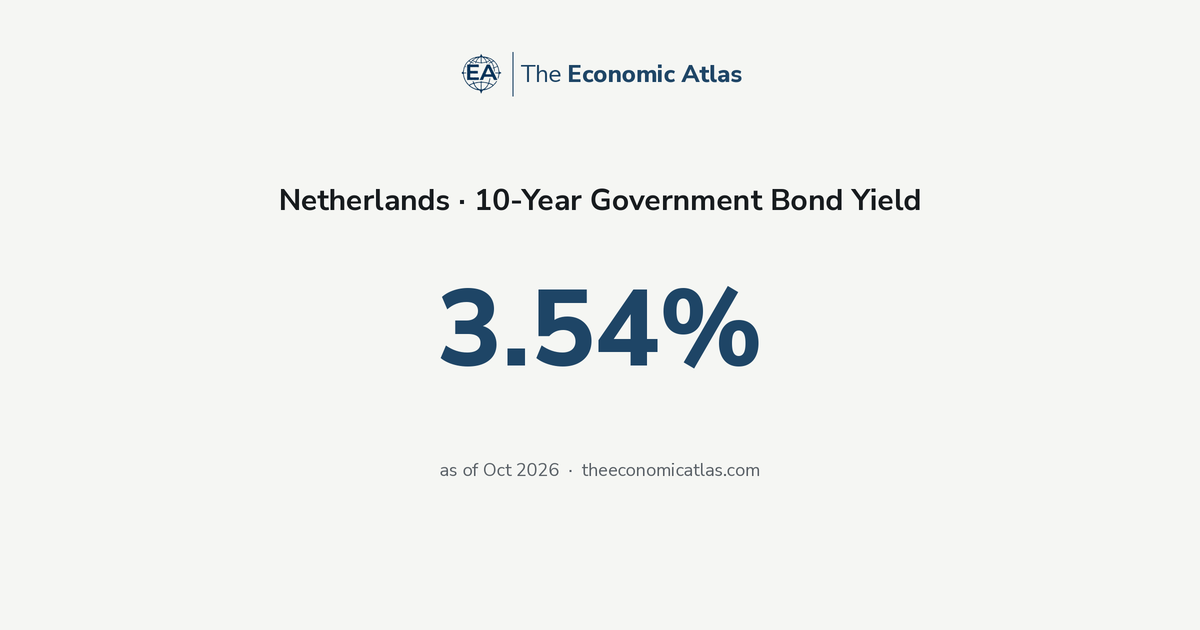 EA The Economic Atlas
Netherlands · 10-Year Government Bond Yield
3.54%
as of Oct 2026 · theeconomicatlas.com